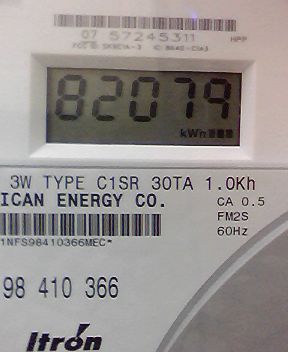 07 57245311 HPP
82079
kWh
3W TYPE C1SR 30TA 1.0Kh
ICAN ENERGY CO. CA 0.5
FM2S
1NFS98410366MEC* 60Hz
98 410 366
Itron